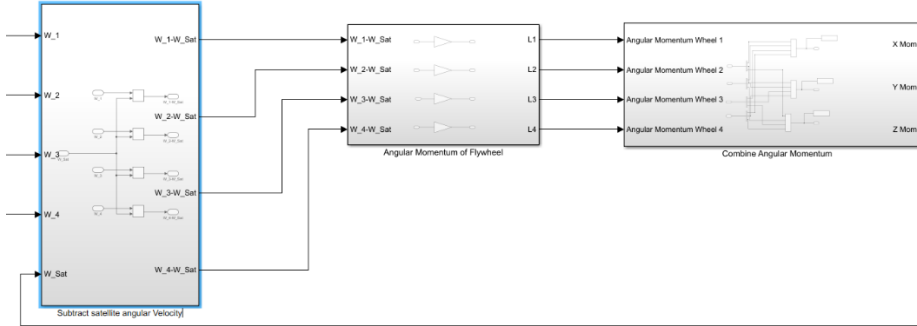 W_1
W_2
W_3
W_4
W_Sat
W_1-W_Sat
W_2-W_Sat
W_3-W_Sat
W_4-W_Sat
Subtract satellite angular Velocity
W_1-W_Sat
W_2-W_Sat
W_3-W_Sat
W_4-W_Sat
L1
L2
L3
L4
Angular Momentum of Flywheel
Angular Momentum Wheel 1
Angular Momentum Wheel 2
Angular Momentum Wheel 3
Angular Momentum Wheel 4
X Mom
Y Mom
Z Mom
Combine Angular Momentum